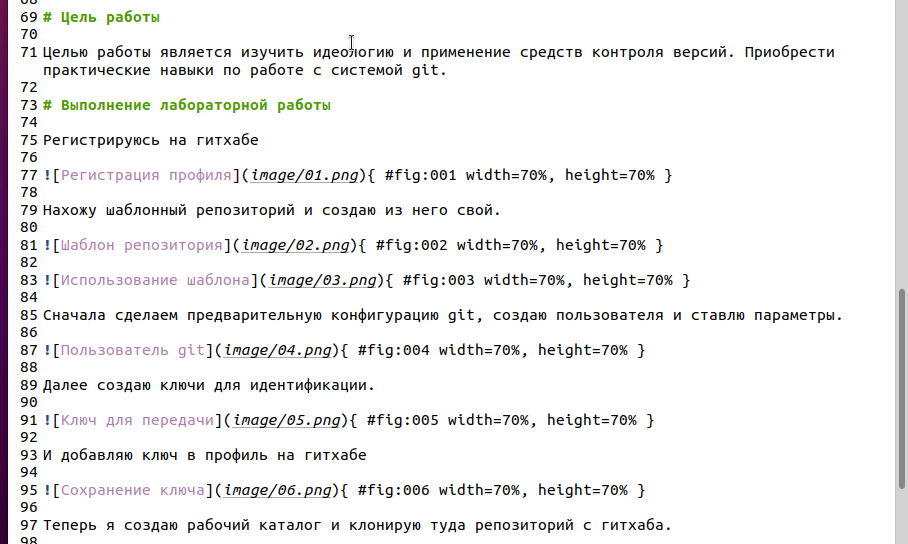 68
69 # Цель работы
70
71 Целью работы является изучить идеологию и применение средств контроля версий. Приобрести
практические навыки по работе с системой git.
72
73 # Выполнение лабораторной работы
74
75 Регистрируюсь на гитхабе
76
77 ![Регистрация профиля](image/01.png){ #fig:001 width=70%, height=70% }
78
79 Нахожу шаблонный репозиторий и создаю из него свой.
80
81 ![Шаблон репозитория](image/02.png){ #fig:002 width=70%, height=70% }
82
83 ![Использование шаблона](image/03.png){ #fig:003 width=70%, height=70% }
84
85 Сначала сделаем предварительную конфигурацию git, создаю пользователя и ставлю параметры.
86
87 ![Пользователь git](image/04.png){ #fig:004 width=70%, height=70% }
88
89 Далее создаю ключи для идентификации.
90
91 ![Ключ для передачи](image/05.png){ #fig:005 width=70%, height=70% }
92
93 И добавляю ключ в профиль на гитхабе
94
95 ![Сохранение ключа](image/06.png){ #fig:006 width=70%, height=70% }
96
97 Теперь я создаю рабочий каталог и клонирую туда репозиторий с гитхаба.
98